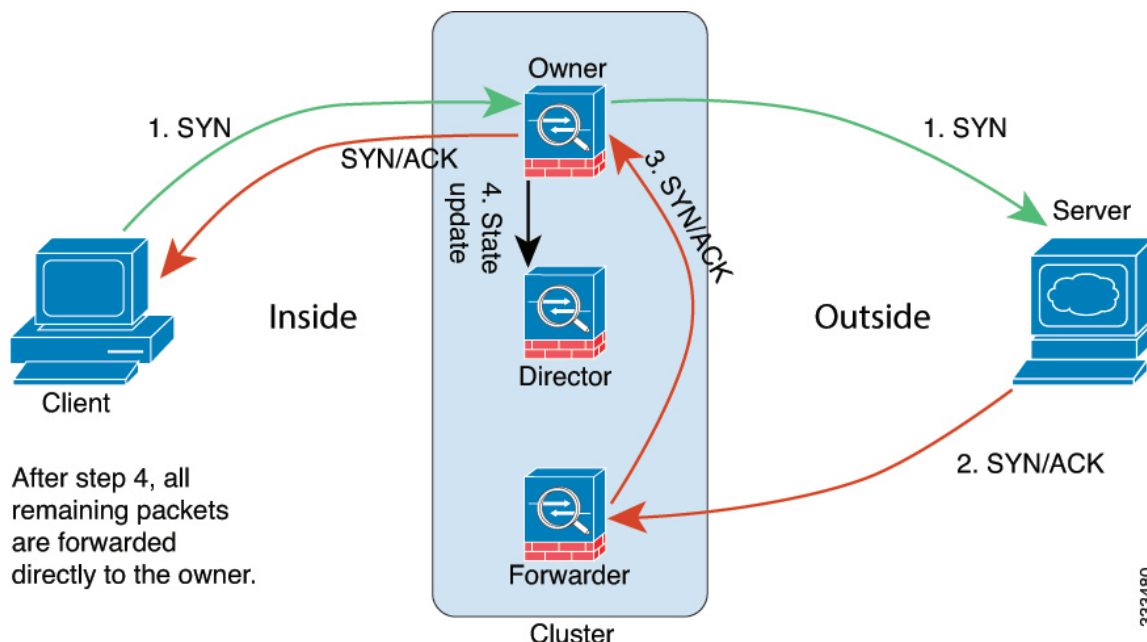 Owner
1. SYN
1. SYN
SYN/ACK
3. SYN/ACK
4. State
update
Server
Inside
Outside
Director
Client
2. SYN/ACK
After step 4, all
remaining packets
are forwarded
directly to the owner.
Forwarder
333480
Cluster